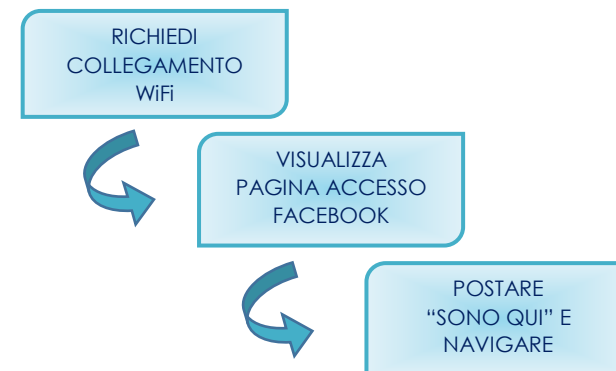 RICHIEDI
COLLEGAMENTO
WiFi
VISUALIZZA
PAGINA ACCESSO
FACEBOOK
POSTARE
“SONO QUI” E
NAVIGARE